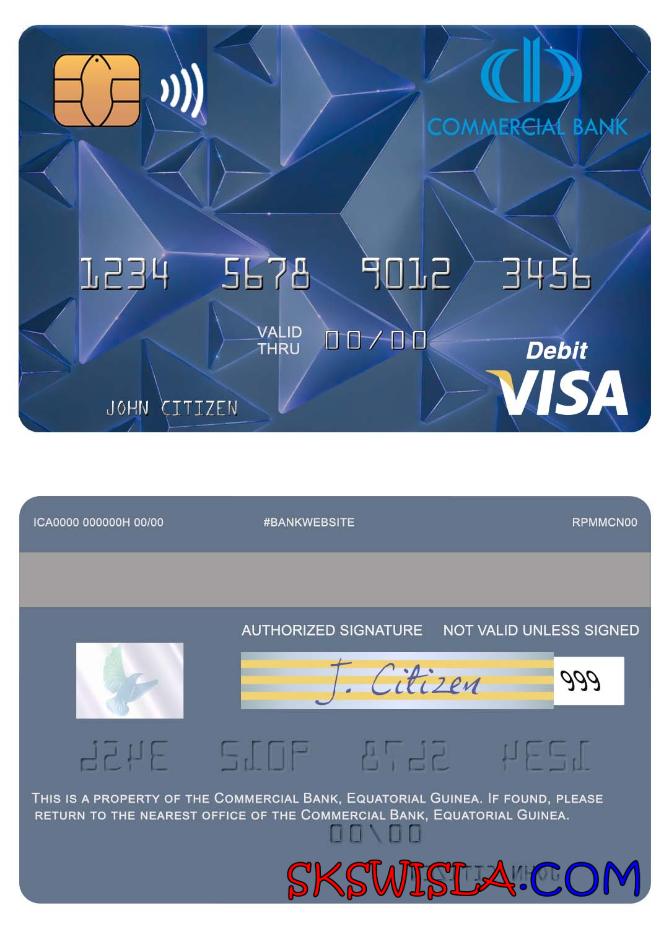 COMMERCIAL BANK
1234 5678 9012 3456
VALID THRU 00/00
Debit
JOHN CITIZEN
VISA
ICA0000 000000H 00/00 #BANKWEBSITE RPMMCN00
AUTHORIZED SIGNATURE NOT VALID UNLESS SIGNED
J. Citizen 999
THIS IS A PROPERTY OF THE COMMERCIAL BANK, EQUATORIAL GUINEA. IF FOUND, PLEASE
RETURN TO THE NEAREST OFFICE OF THE COMMERCIAL BANK, EQUATORIAL GUINEA.
00/00
SKSWISLA.COM